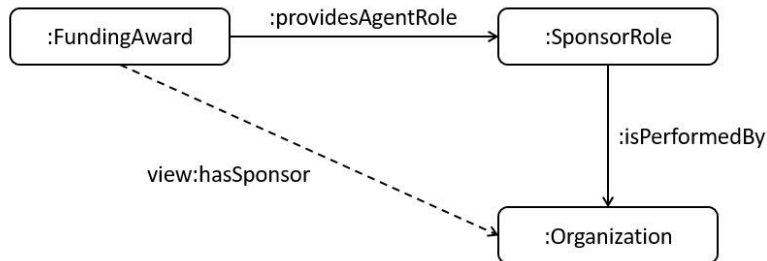 :providesAgentRole
:FundingAward
:SponsorRole
:isPerformedBy
view:hasSponsor
:Organization